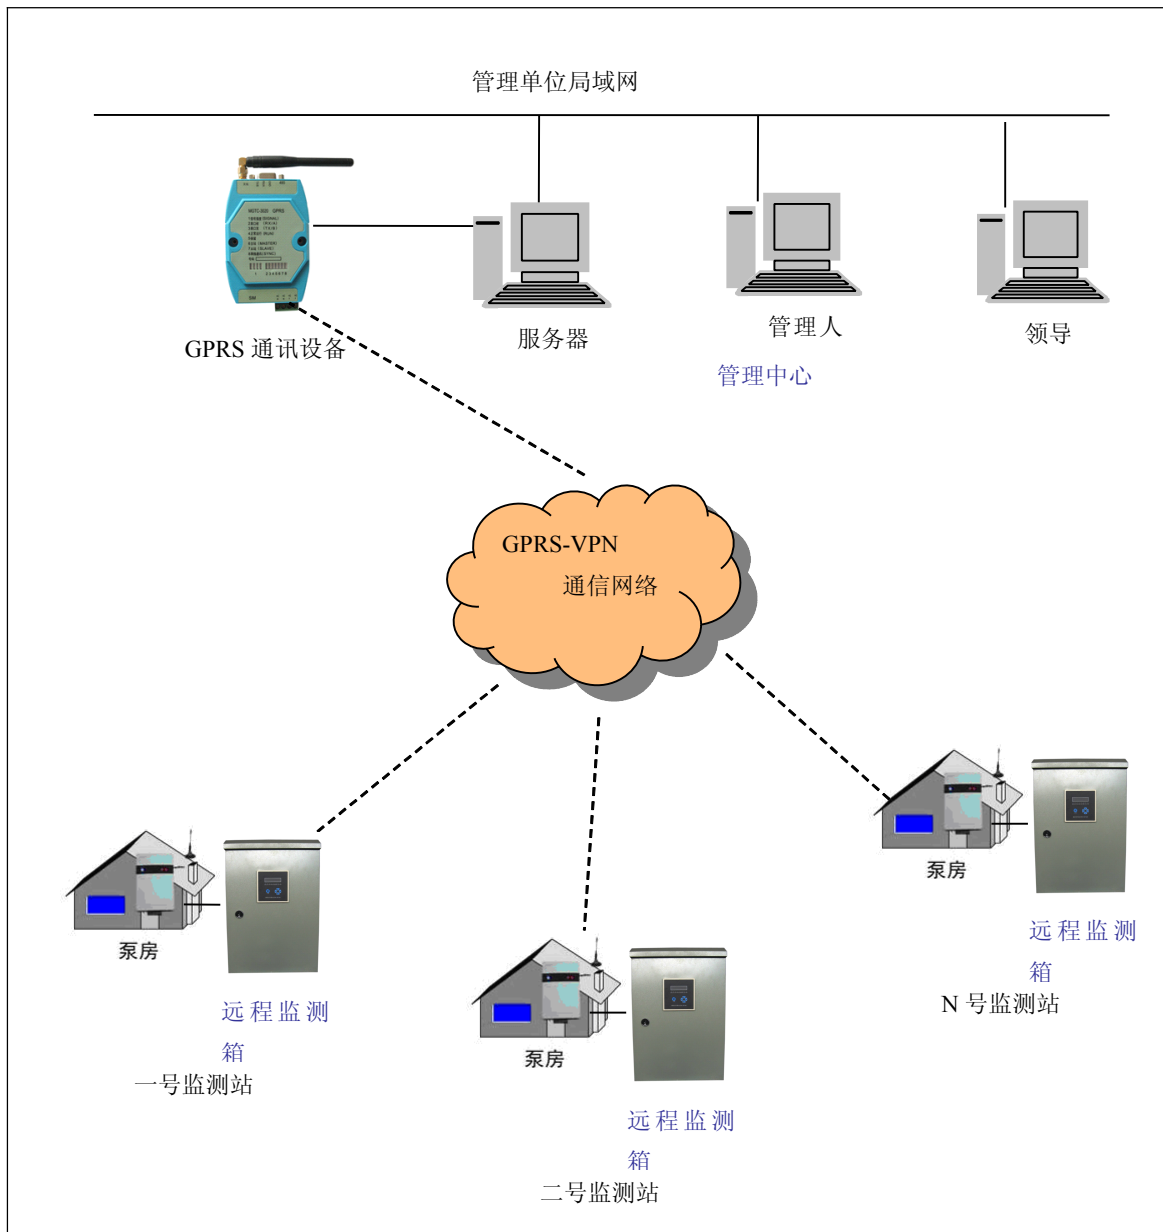 管理单位局域网
GPRS 通讯设备
服务器
管理人
领导
管理中心
GPRS-VPN
通信网络
泵房
远程监测
箱
N 号监测站
泵房
远程监测
箱
一号监测站
泵房
远程监测
箱
二号监测站